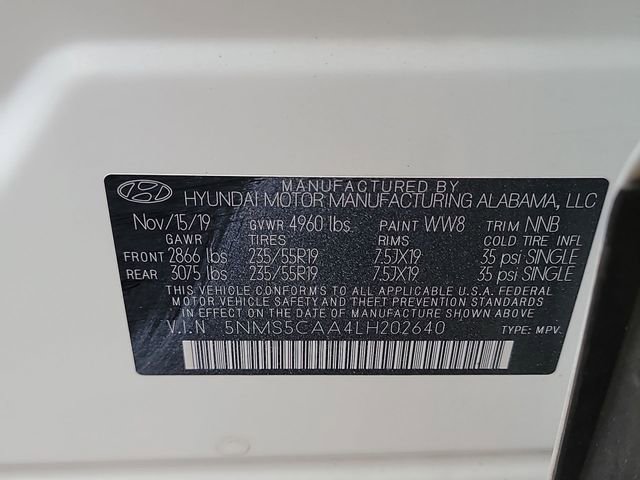 MANUFACTURED BY
HYUNDAI MOTOR MANUFACTURING ALABAMA, LLC
Nov/15/19 GVWR 4960 lbs PAINT WW8 TRIM NNB
GAWR TIRES RIMS COLD TIRE INFL
FRONT 2866 lbs 235/55R19 7.5JX19 35 psi SINGLE
REAR 3075 lbs 235/55R19 7.5JX19 35 psi SINGLE
THIS VEHICLE CONFORMS TO ALL APPLICABLE U.S.A. FEDERAL
MOTOR VEHICLE SAFETY AND THEFT PREVENTION STANDARDS
IN EFFECT ON THE DATE OF MANUFACTURE SHOWN ABOVE.
V.I.N 5NMS5CAA4LH202640 TYPE: MPV.